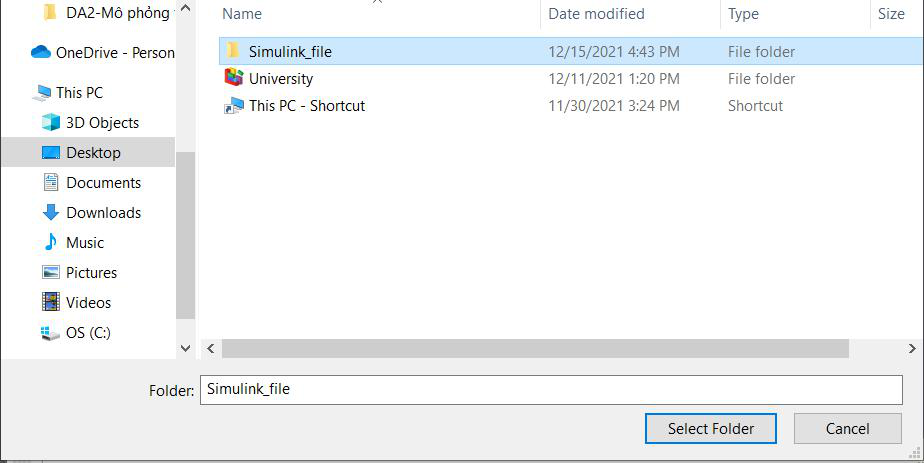 DA2-Mô phỏng
OneDrive - Person
This PC
3D Objects
Desktop
Documents
Downloads
Music
Pictures
Videos
OS (C:)
Name Date modified Type Size
Simulink_file 12/15/2021 4:43 PM File folder
University 12/11/2021 1:20 PM File folder
This PC - Shortcut 11/30/2021 3:24 PM Shortcut
Folder: Simulink_file
Select Folder Cancel